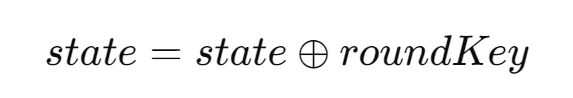 state = state ⊕ roundKey